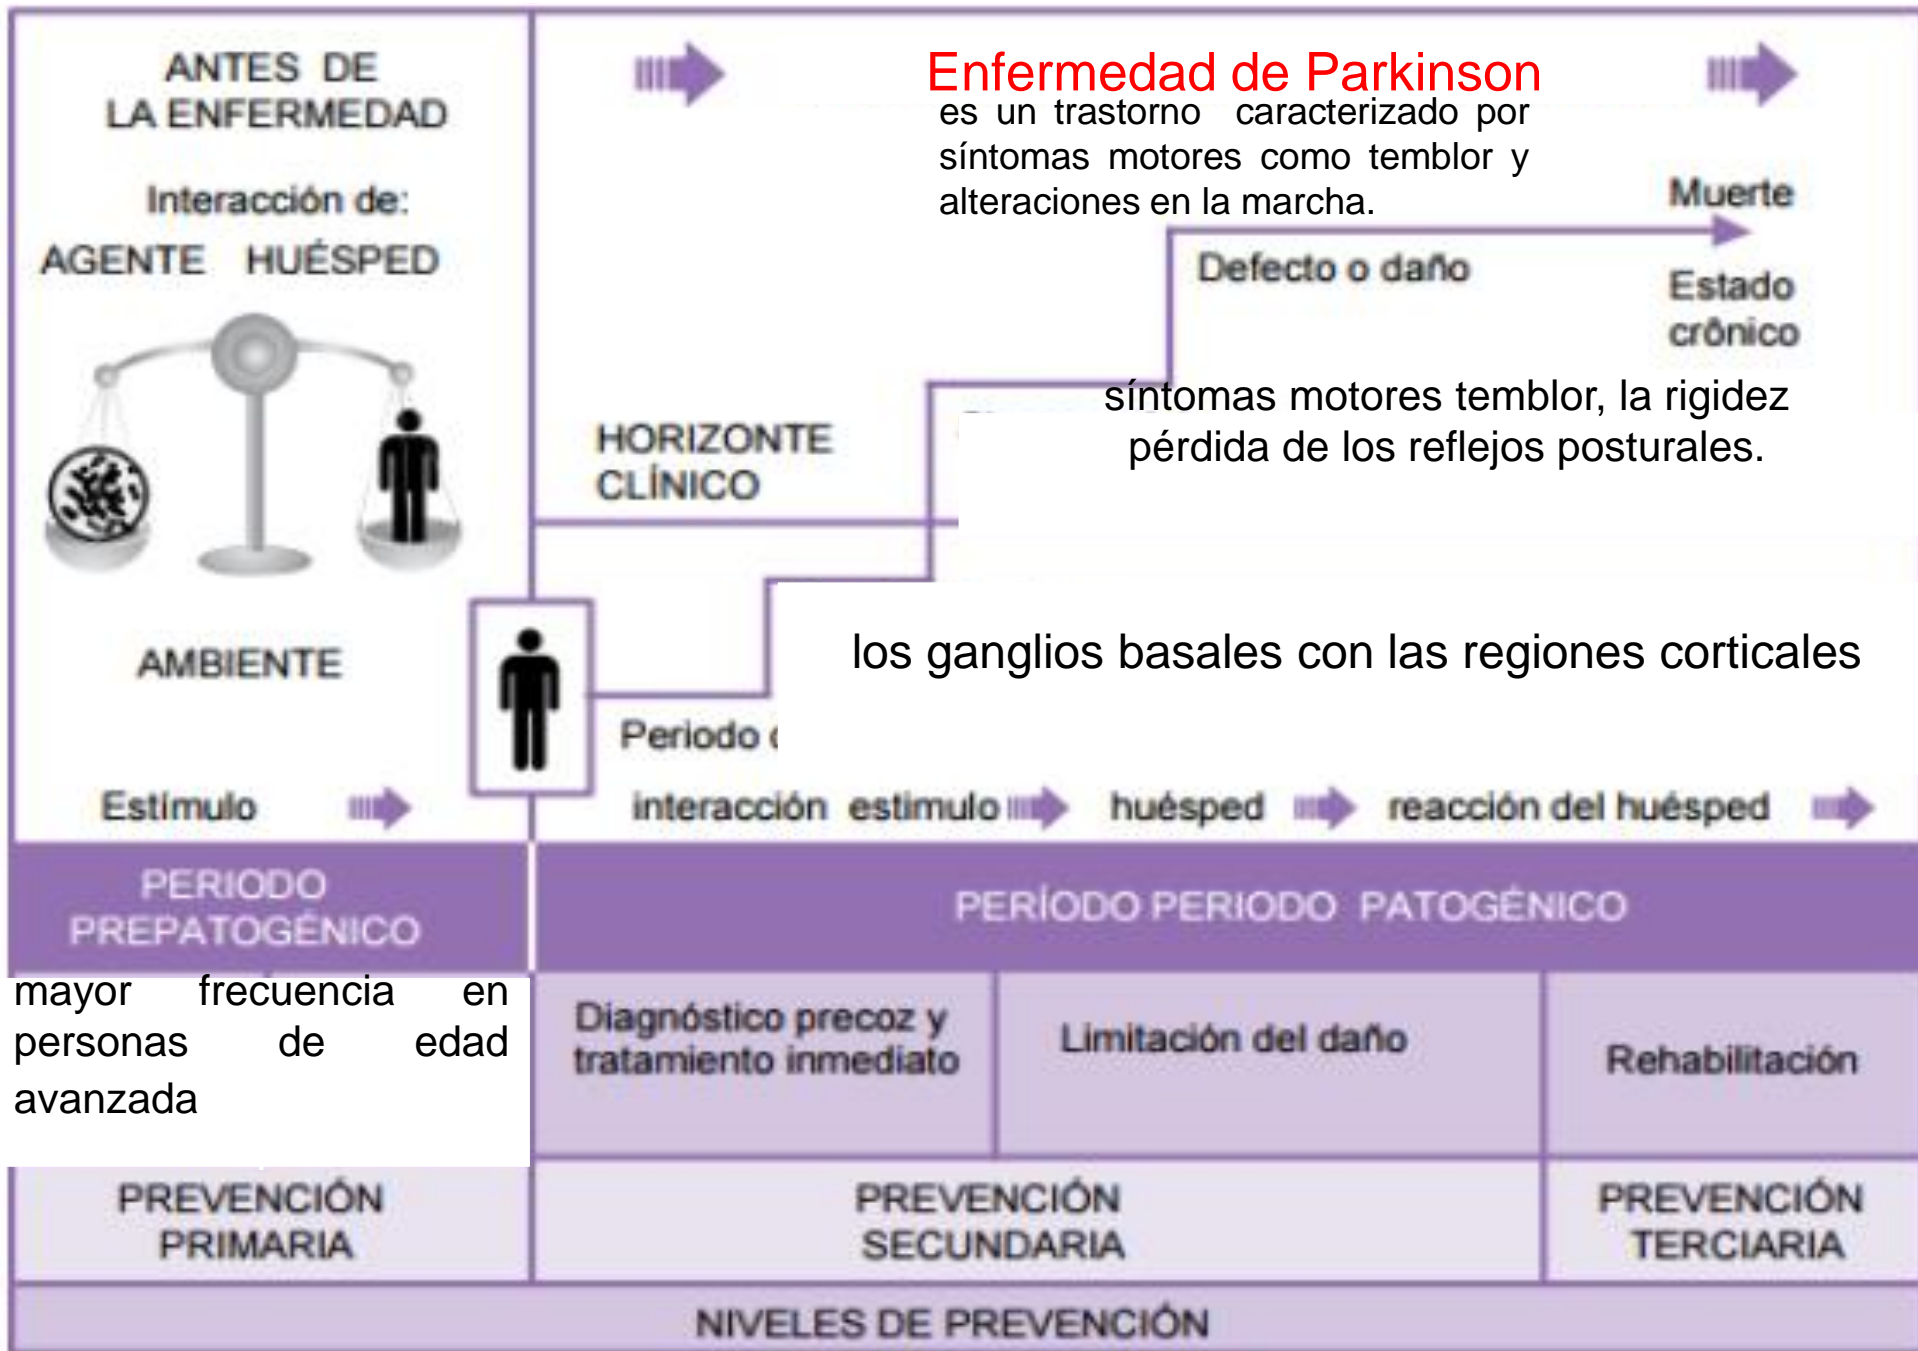 ANTES DE
LA ENFERMEDAD
Interacción de:
AGENTE HUÉSPED
AMBIENTE
Estímulo
Enfermedad de Parkinson
es un trastorno caracterizado por
síntomas motores como temblor y
alteraciones en la marcha.
Muerte
Defecto o daño
Estado
crônico
síntomas motores temblor, la rigidez
pérdida de los reflejos posturales.
HORIZONTE
CLÍNICO
los ganglios basales con las regiones corticales
Periodo
interacción estimulo huésped reacción del huésped
PERIODO
PREPATOGÉNICO
PERÍODO PERIODO PATOGÉNICO
mayor frecuencia en
personas de edad
avanzada
Diagnóstico precoz y
tratamiento inmediato
Limitación del daño
Rehabilitación
PREVENCIÓN
PRIMARIA
PREVENCIÓN
SECUNDARIA
PREVENCIÓN
TERCIARIA
NIVELES DE PREVENCIÓN